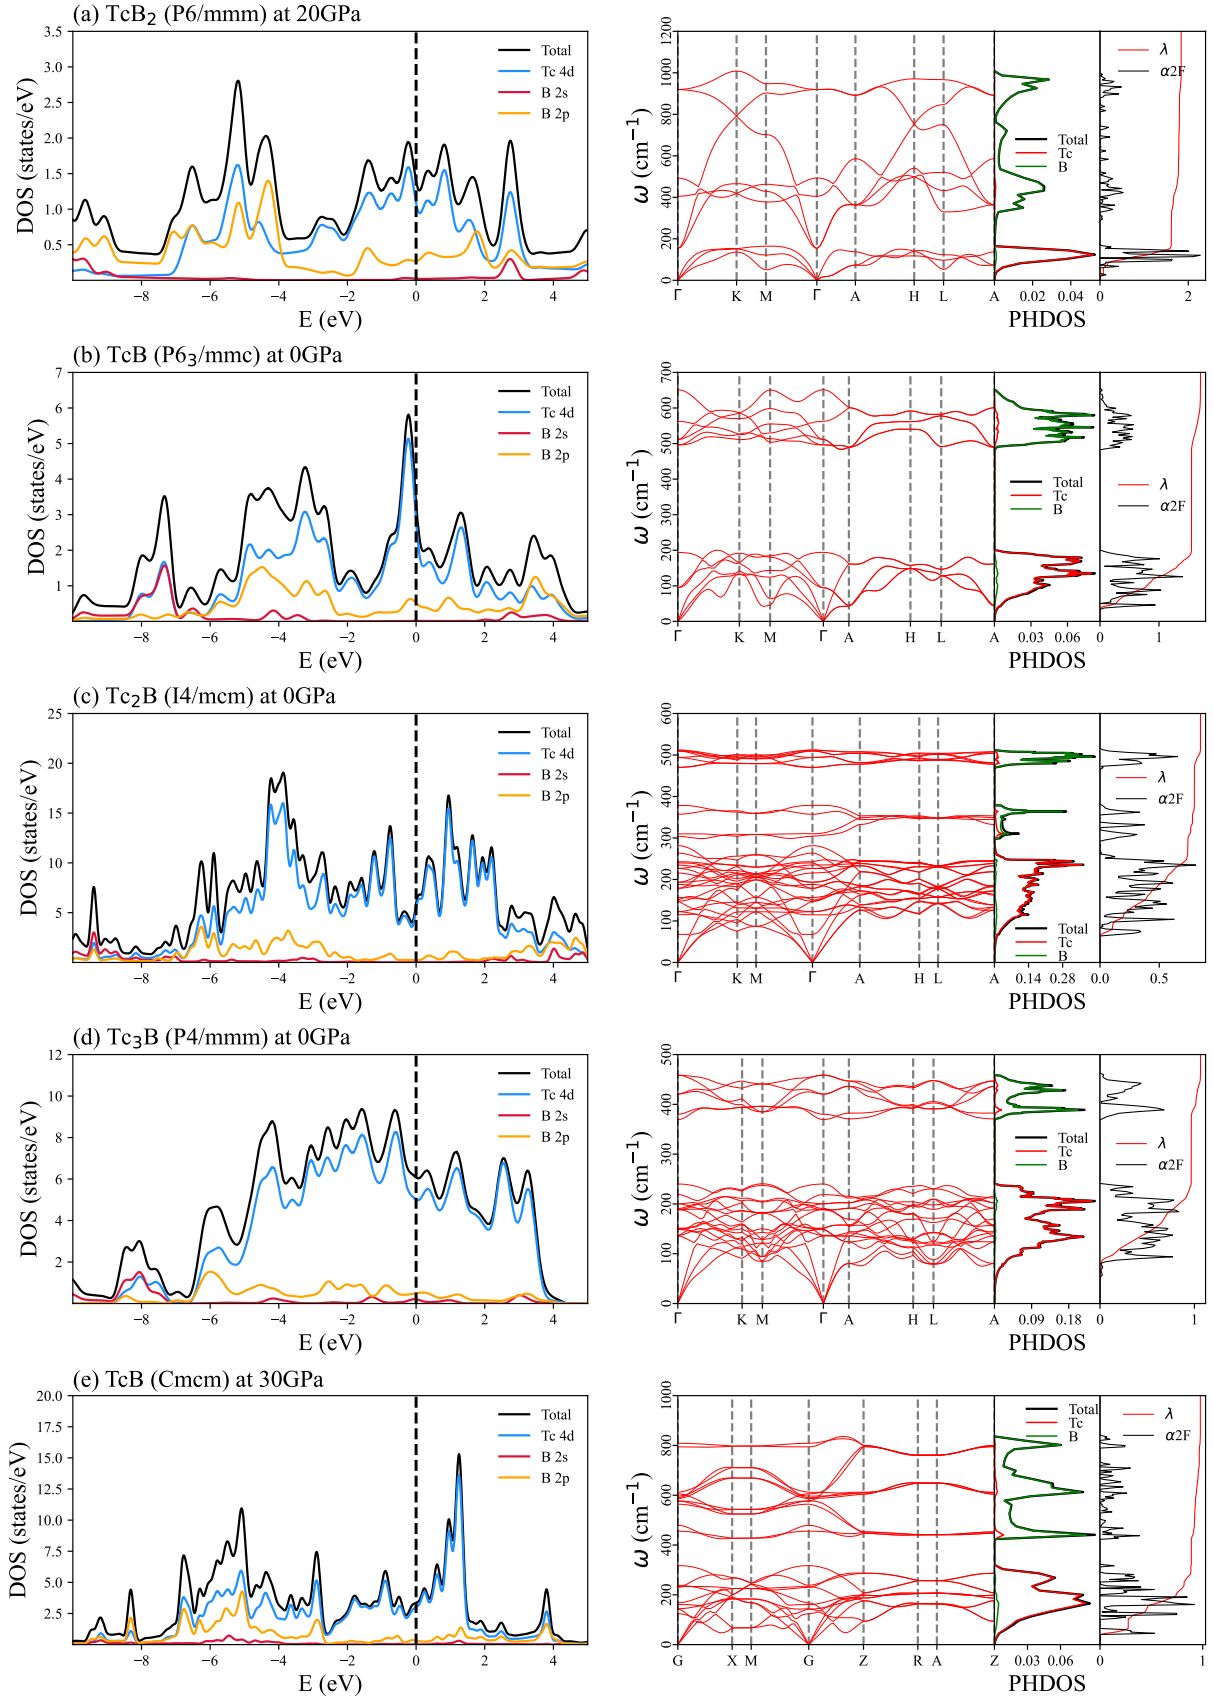 (a) TcB₂ (P6/mmm) at 20GPa
DOS (states/eV)
3.5
3.0
2.5
2.0
1.5
1.0
0.5
Total
Tc 4d
B 2s
B 2p
−8 −6 −4 −2 0 2 4
E (eV)
ω (cm⁻¹)
1200
1000
800
600
400
200
0
Γ K M Γ A H L A
Total
Tc
B
0.02 0.04
PHDOS
λ
α2F
0 2
(b) TcB (P6₃/mmc) at 0GPa
DOS (states/eV)
7
6
5
4
3
2
1
Total
Tc 4d
B 2s
B 2p
−8 −6 −4 −2 0 2 4
E (eV)
ω (cm⁻¹)
700
600
500
400
300
200
100
0
Γ K M Γ A H L A
Total
Tc
B
0.03 0.06
PHDOS
λ
α2F
0 1
(c) Tc₂B (I4/mcm) at 0GPa
DOS (states/eV)
25
20
15
10
5
Total
Tc 4d
B 2s
B 2p
−8 −6 −4 −2 0 2 4
E (eV)
ω (cm⁻¹)
600
500
400
300
200
100
0
Γ K M Γ A H L A
Total
Tc
B
0.14 0.28
PHDOS
λ
α2F
0.0 0.5
(d) Tc₃B (P4/mmm) at 0GPa
DOS (states/eV)
12
10
8
6
4
2
Total
Tc 4d
B 2s
B 2p
−8 −6 −4 −2 0 2 4
E (eV)
ω (cm⁻¹)
500
400
300
200
100
0
Γ K M Γ A H L A
Total
Tc
B
0.09 0.18
PHDOS
λ
α2F
0 1
(e) TcB (Cmcm) at 30GPa
DOS (states/eV)
20.0
17.5
15.0
12.5
10.0
7.5
5.0
2.5
Total
Tc 4d
B 2s
B 2p
−8 −6 −4 −2 0 2 4
E (eV)
ω (cm⁻¹)
1000
800
600
400
200
0
G X M G Z R A Z
Total
Tc
B
0.03 0.06
PHDOS
λ
α2F
0 1